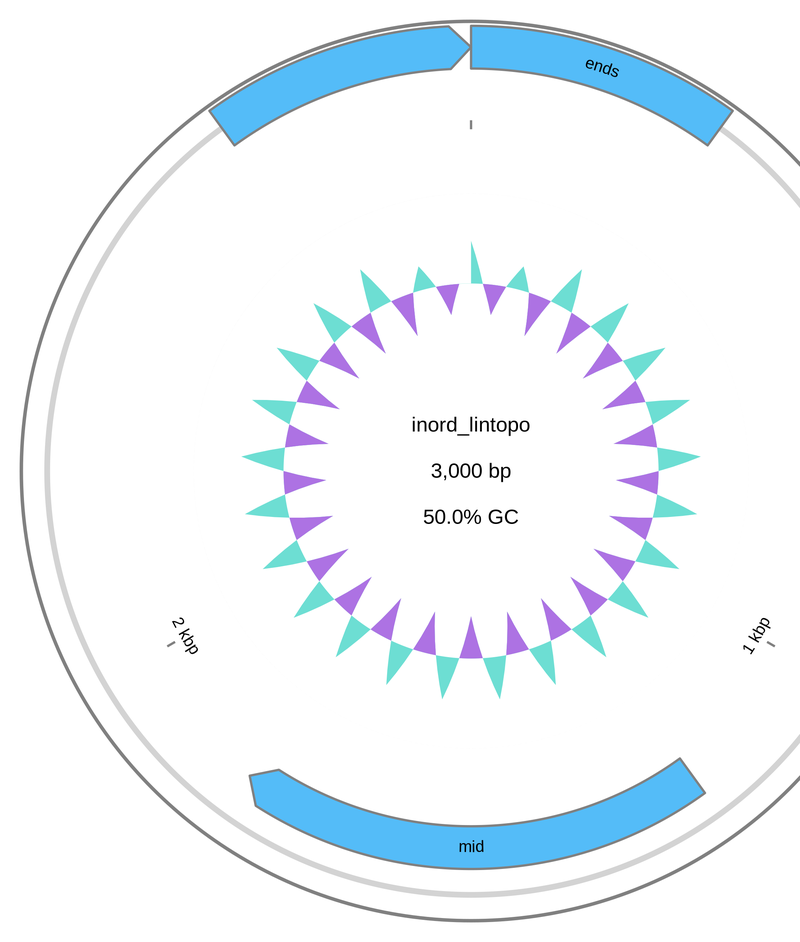 ends
inord_lintopo
3,000 bp
50.0% GC
2 kbp
1 kbp
mid